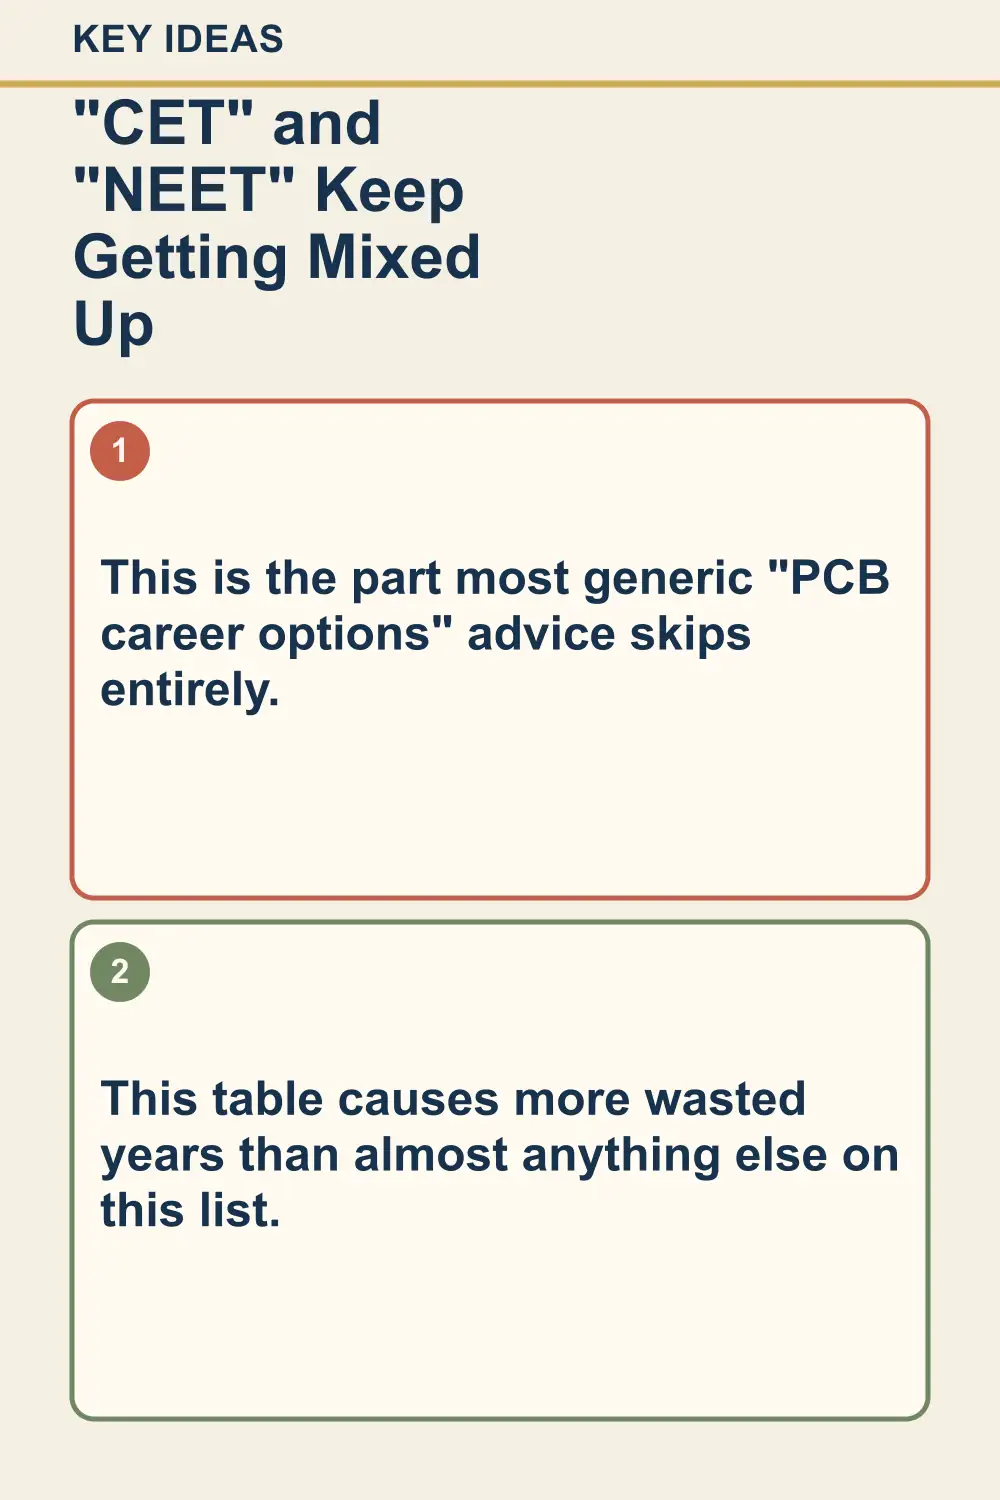 KEY IDEAS
"CET" and
"NEET" Keep
Getting Mixed
Up
1
This is the part most generic "PCB
career options" advice skips
entirely.
2
This table causes more wasted
years than almost anything else on
this list.